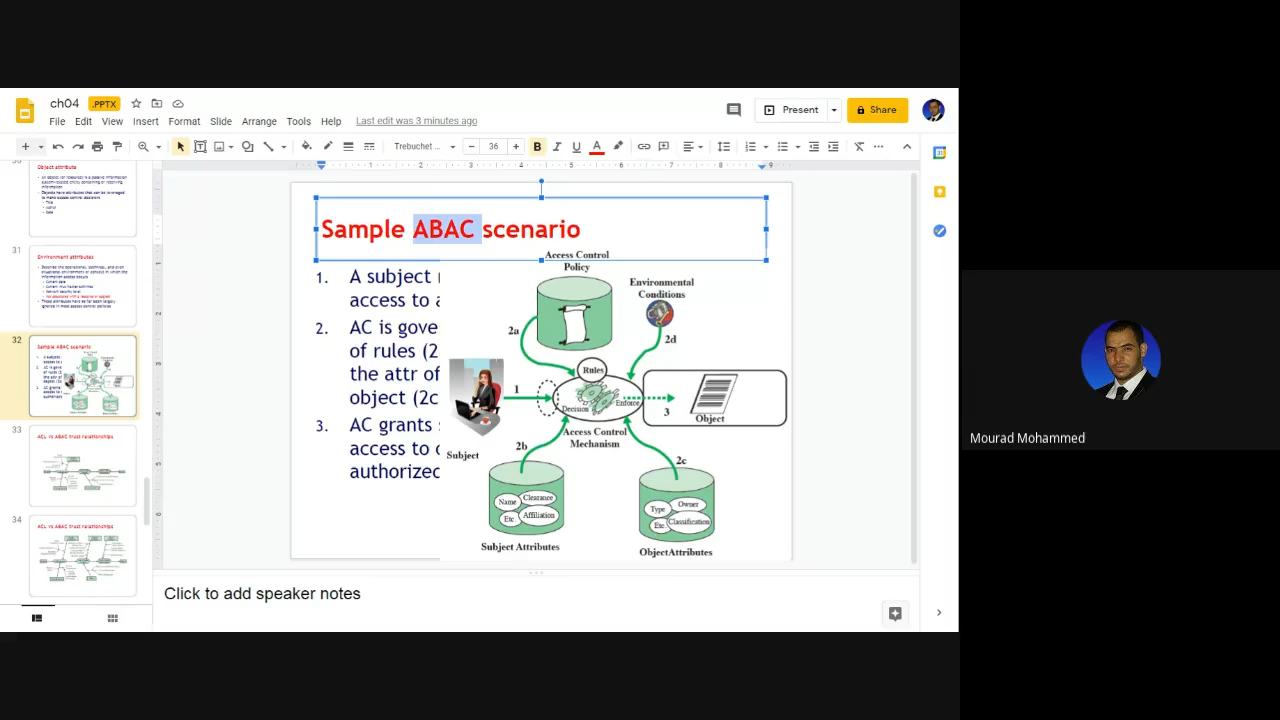 ch04 .PPTX
Share
Present
File Edit View Insert Format Slide Arrange Tools Help Last edit was 3 minutes ago
Trebuchet ... 36
31
32
33
34
Object attribute
Environment attributes
Sample ABAC scenario
ACL vs ABAC trust relationships
ACL vs ABAC trust relationships
Sample ABAC scenario
1. A subject
access to a
2. AC is gove
of rules (2
the attr of
object (2c
3. AC grants
access to
authorized
Access Control
Policy
Environmental
Conditions
2a
2d
Rules
1
Decision
Enforce
3
Object
Access Control
Mechanism
Subject
2b
2c
Name
Clearance
Etc
Affiliation
Subject Attributes
Type
Owner
Etc
Classification
ObjectAttributes
Click to add speaker notes
Mourad Mohammed